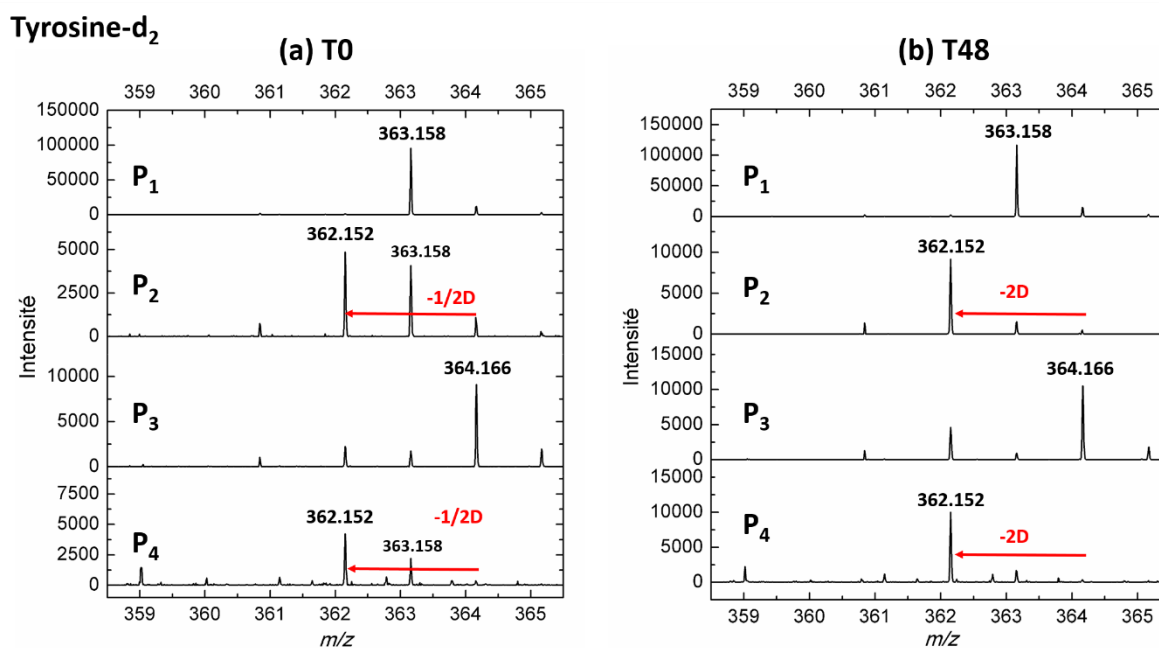 Tyrosine-d₂
(a) T0
359 360 361 362 363 364 365
150000
100000
50000
0
P₁
363.158
5000
2500
0
P₂
362.152
363.158
-1/2D
10000
5000
0
P₃
364.166
7500
5000
2500
0
P₄
362.152
363.158
-1/2D
Intensité
359 360 361 362 363 364 365
m/z
(b) T48
359 360 361 362 363 364 365
150000
100000
50000
0
P₁
363.158
10000
5000
0
P₂
362.152
-2D
15000
10000
5000
0
P₃
364.166
15000
10000
5000
0
P₄
362.152
-2D
Intensité
359 360 361 362 363 364 365
m/z